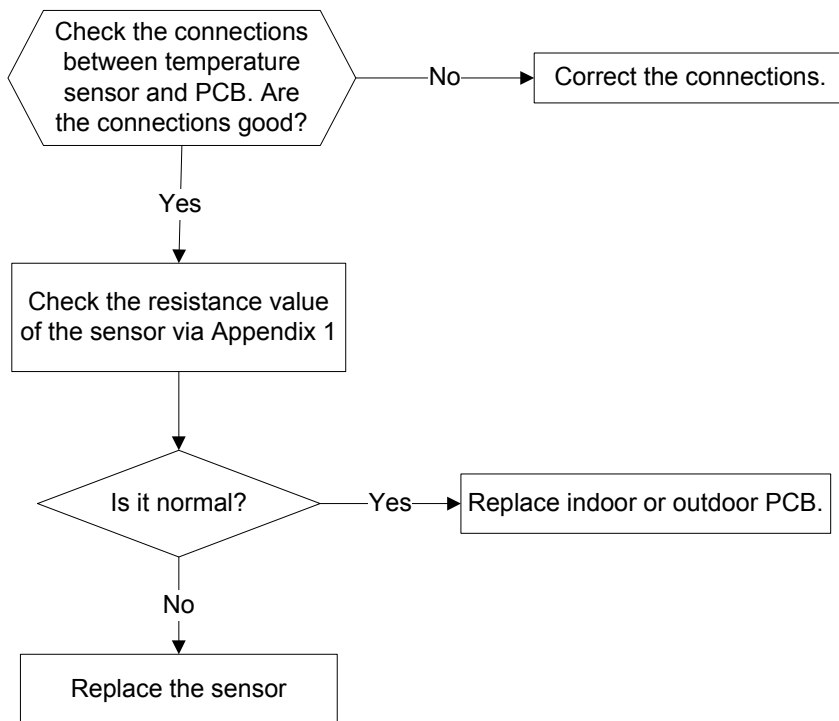 Check the connections
between temperature
sensor and PCB. Are
the connections good?
No
Correct the connections.
Yes
Check the resistance value
of the sensor via Appendix 1
Is it normal?
Yes
Replace indoor or outdoor PCB.
No
Replace the sensor